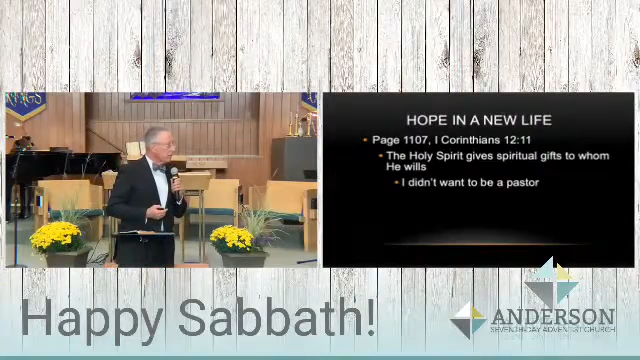 HOPE IN A NEW LIFE
Page 1107, I Corinthians 12:11
The Holy Spirit gives spiritual gifts to whom
He wills
I didn't want to be a pastor
Happy Sabbath!
ANDERSON
SEVENTH-DAY ADVENTIST CHURCH